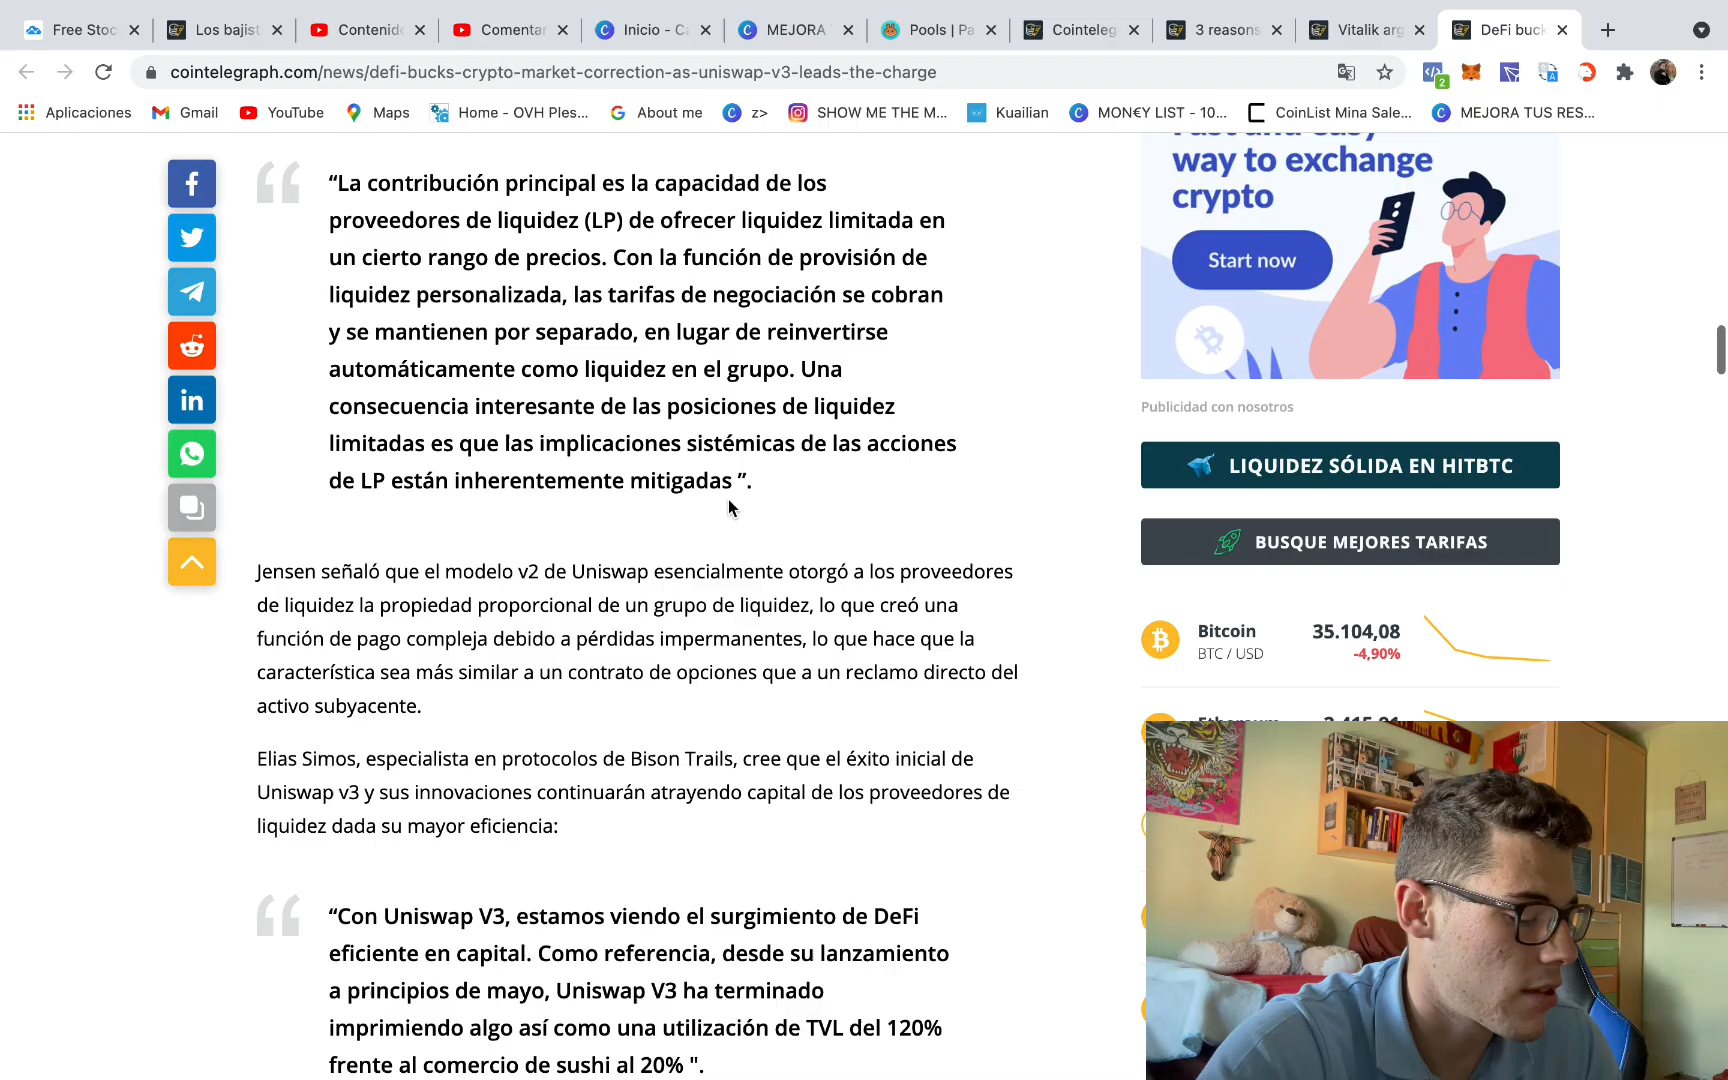 Free Stoc
Los bajist
Contenido
Comentar
Inicio - Ca
MEJORA
Pools | Pa
Cointeleg
3 reasons
Vitalik arg
DeFi buck
cointelegraph.com/news/defi-bucks-crypto-market-correction-as-uniswap-v3-leads-the-charge
2
Aplicaciones
Gmail
YouTube
Maps
Home - OVH Ples...
About me
z>
SHOW ME THE M...
Kuailian
MON€Y LIST - 10...
CoinList Mina Sale...
MEJORA TUS RES...
“La contribución principal es la capacidad de los
proveedores de liquidez (LP) de ofrecer liquidez limitada en
un cierto rango de precios. Con la función de provisión de
liquidez personalizada, las tarifas de negociación se cobran
y se mantienen por separado, en lugar de reinvertirse
automáticamente como liquidez en el grupo. Una
consecuencia interesante de las posiciones de liquidez
limitadas es que las implicaciones sistémicas de las acciones
de LP están inherentemente mitigadas ”.
Jensen señaló que el modelo v2 de Uniswap esencialmente otorgó a los proveedores
de liquidez la propiedad proporcional de un grupo de liquidez, lo que creó una
función de pago compleja debido a pérdidas impermanentes, lo que hace que la
característica sea más similar a un contrato de opciones que a un reclamo directo del
activo subyacente.
Elias Simos, especialista en protocolos de Bison Trails, cree que el éxito inicial de
Uniswap v3 y sus innovaciones continuarán atrayendo capital de los proveedores de
liquidez dada su mayor eficiencia:
“Con Uniswap V3, estamos viendo el surgimiento de DeFi
eficiente en capital. Como referencia, desde su lanzamiento
a principios de mayo, Uniswap V3 ha terminado
imprimiendo algo así como una utilización de TVL del 120%
frente al comercio de sushi al 20% ".
Fast and easy
way to exchange
crypto
Start now
Publicidad con nosotros
LIQUIDEZ SÓLIDA EN HITBTC
BUSQUE MEJORES TARIFAS
Bitcoin 35.104,08
BTC / USD -4,90%
Ethereum 2.415,91